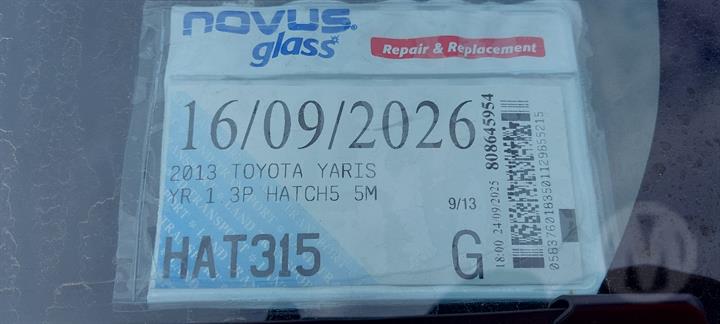 novus®
glass
Repair & Replacement
16/09/2026
2013 TOYOTA YARIS
YR 1 3P HATCH5 5M
9/13
HAT315
G
18:00 24/09/2025
808645954